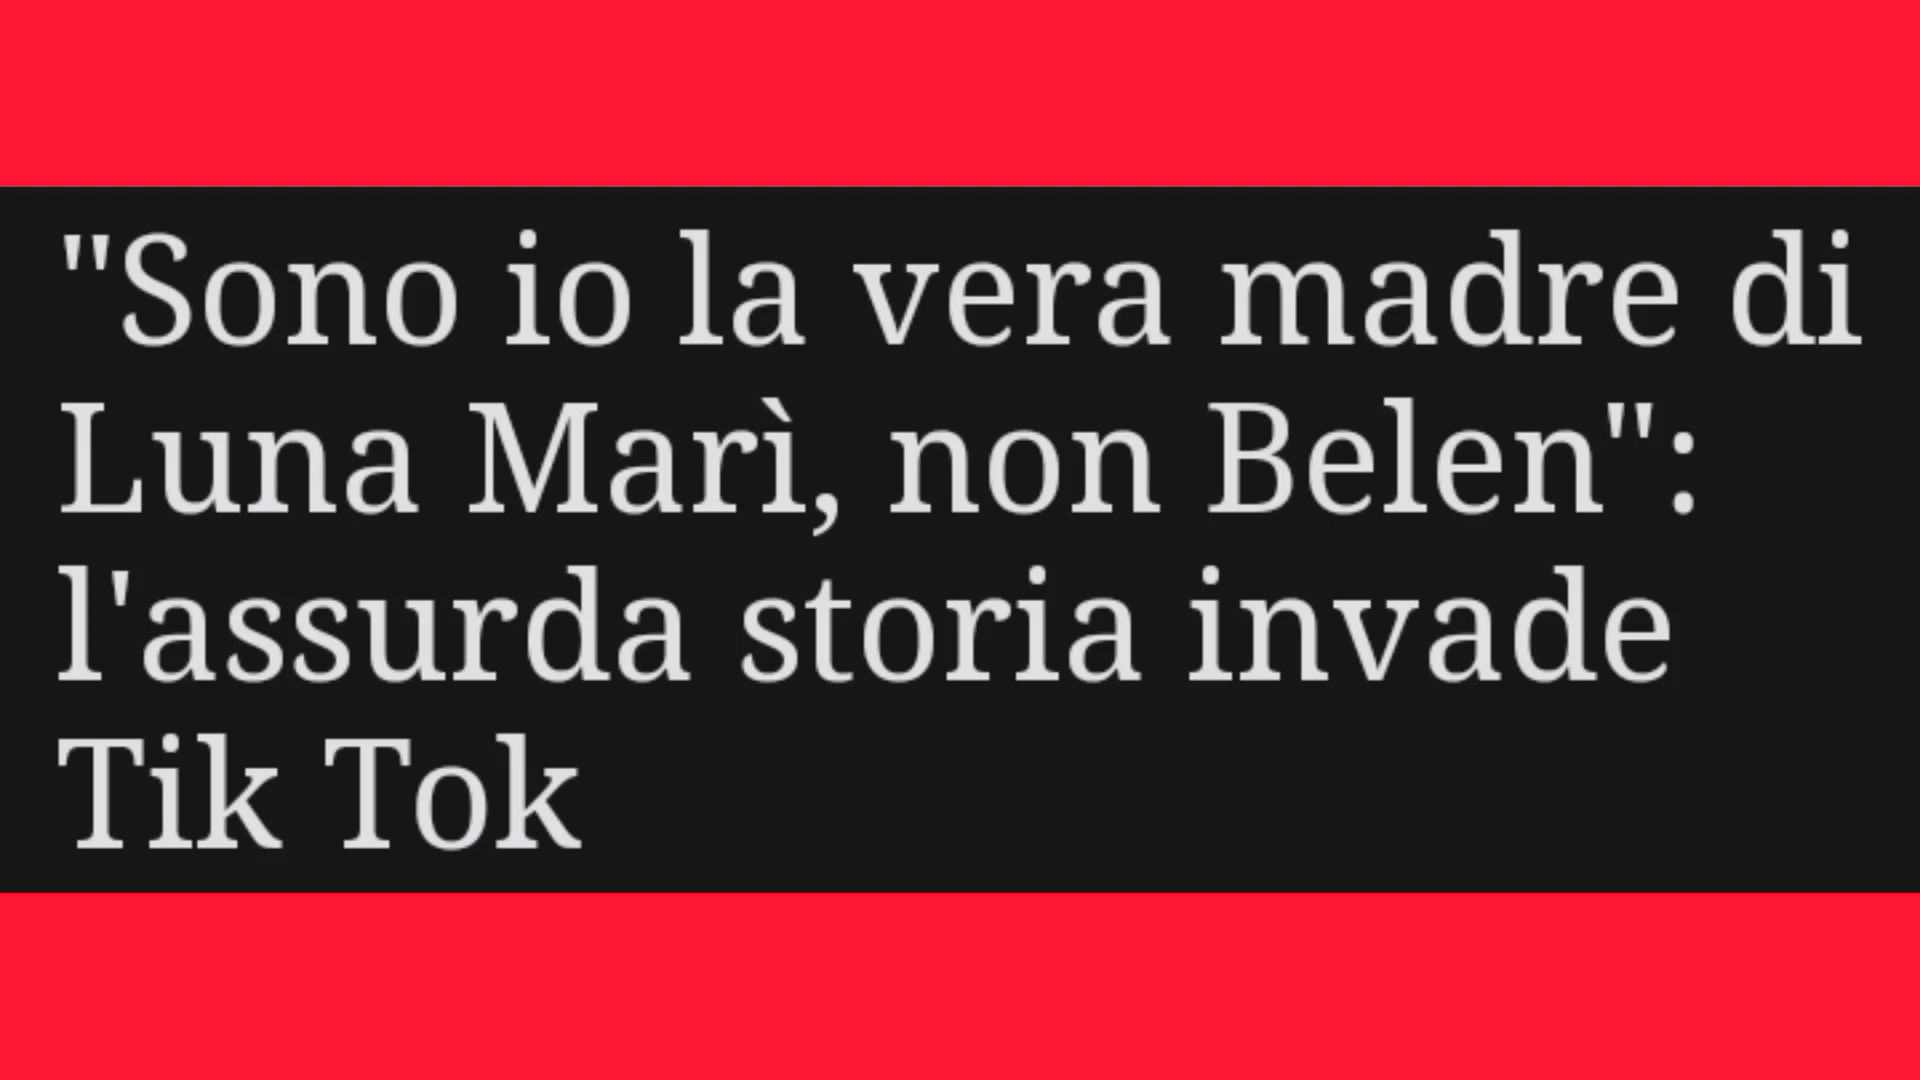 "Sono io la vera madre di
Luna Marì, non Belen":
l'assurda storia invade
Tik Tok